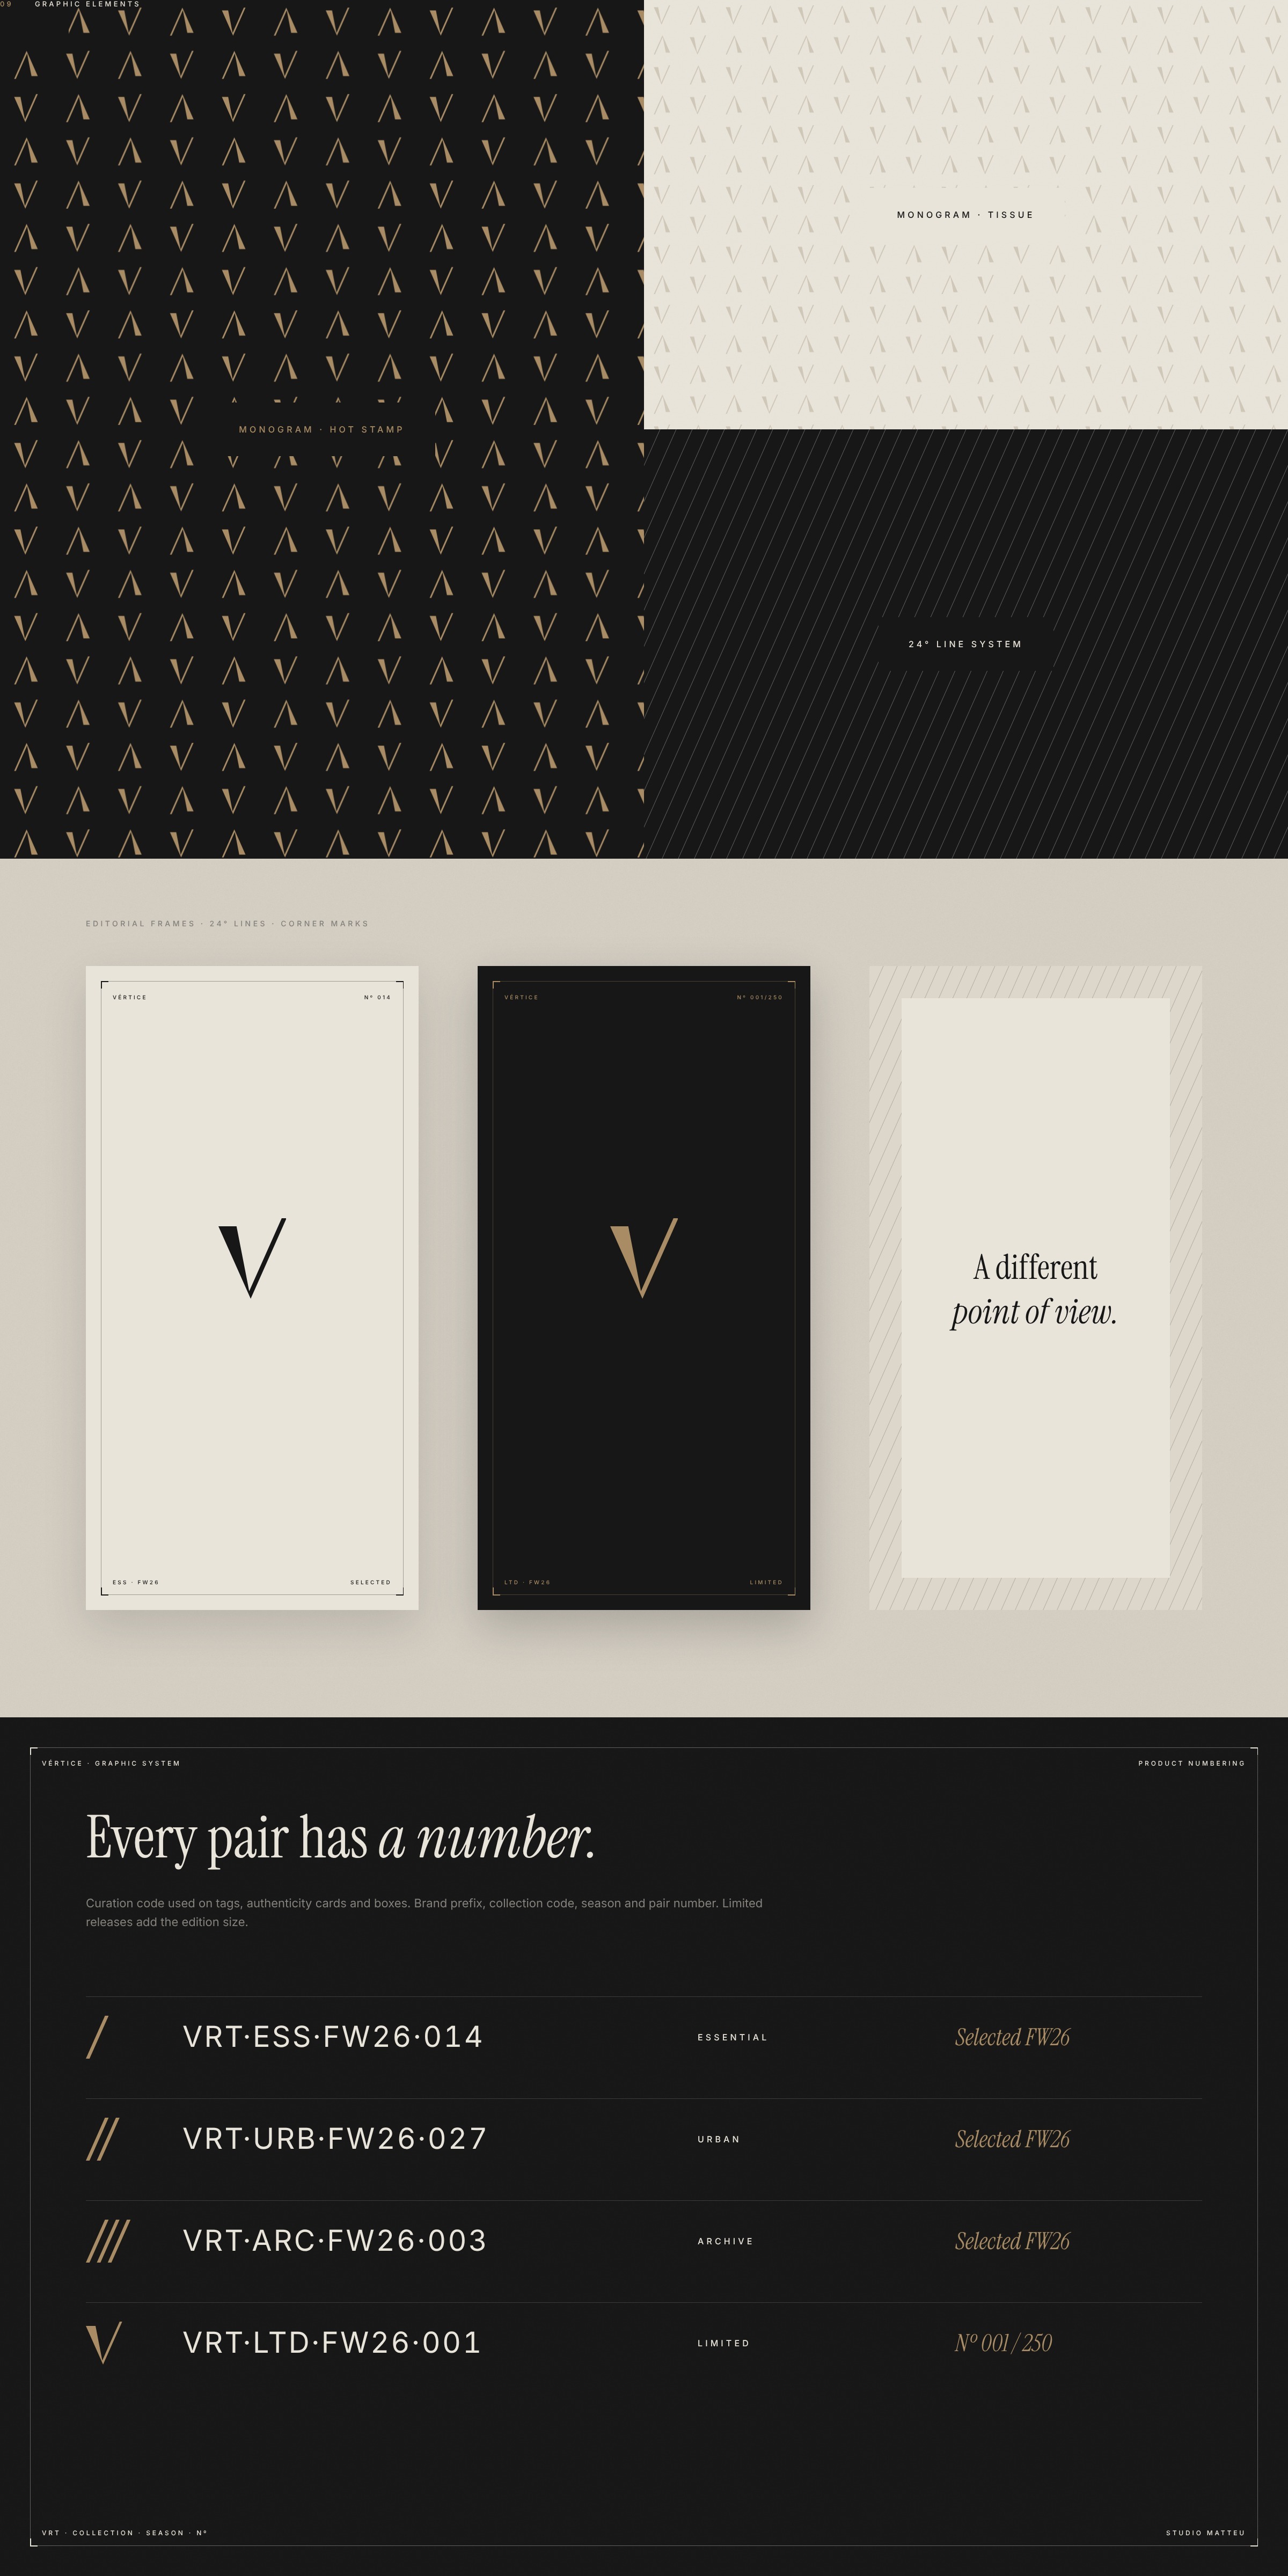 09 GRAPHIC ELEMENTS
MONOGRAM · TISSUE
MONOGRAM · HOT STAMP
24° LINE SYSTEM
EDITORIAL FRAMES · 24° LINES · CORNER MARKS
VÉRTICE Nº 014
V
ESS · FW26 SELECTED
VÉRTICE Nº 001/250
V
LTD · FW26 LIMITED
A different
point of view.
VÉRTICE · GRAPHIC SYSTEM PRODUCT NUMBERING
Every pair has a number.
Curation code used on tags, authenticity cards and boxes. Brand prefix, collection code, season and pair number. Limited
releases add the edition size.
VRT·ESS·FW26·014 ESSENTIAL Selected FW26
VRT·URB·FW26·027 URBAN Selected FW26
VRT·ARC·FW26·003 ARCHIVE Selected FW26
VRT·LTD·FW26·001 LIMITED Nº 001 / 250
VRT · COLLECTION · SEASON · Nº STUDIO MATTEU